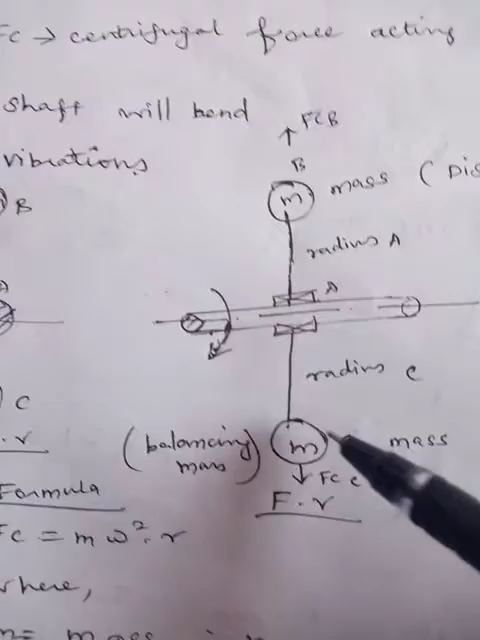 Fc → centrifugal force acting
shaft will bend
vibrations
FCB
B
B
m
mass (Dis
radius A
A
A
radius C
C
. r
(balancing
mass)
m
mass
Fc c
F . r
Formula
Fc = m ω². r
where,
m = mass